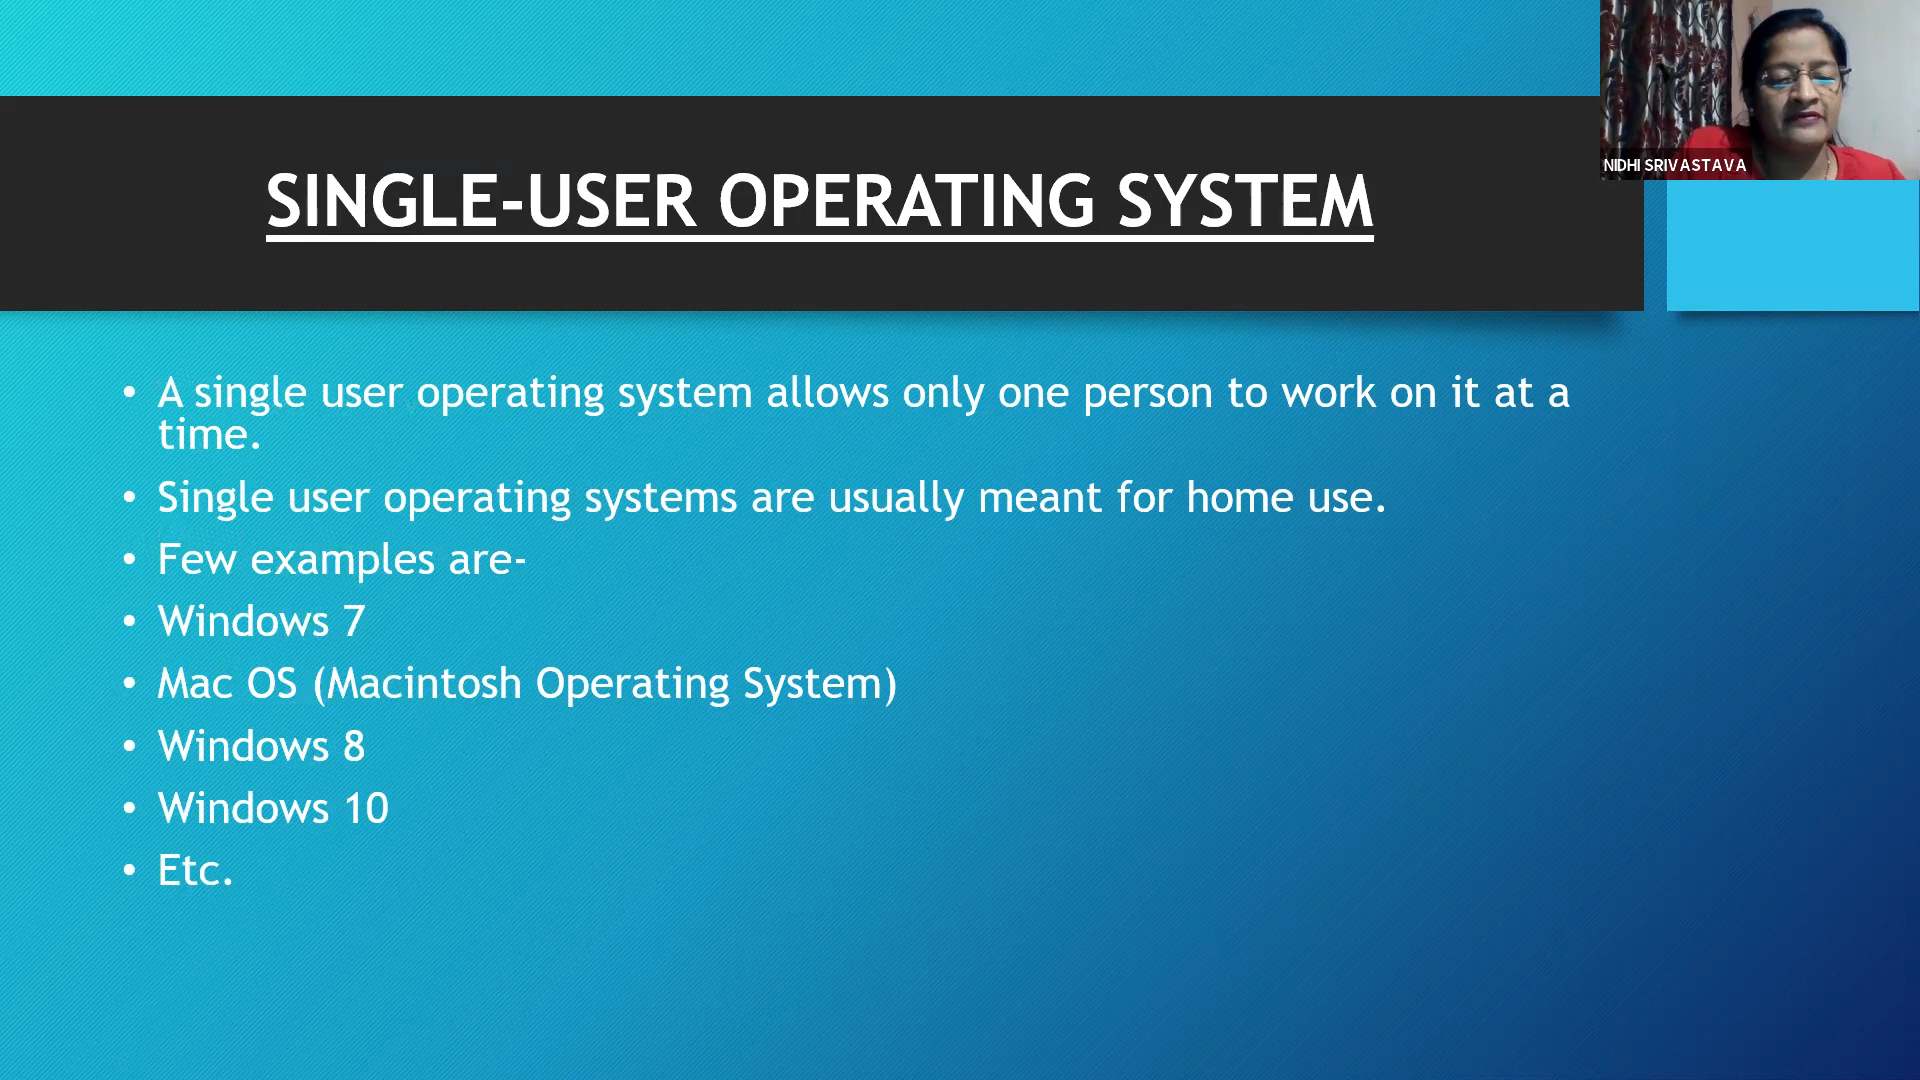 NIDHI SRIVASTAVA
SINGLE-USER OPERATING SYSTEM
• A single user operating system allows only one person to work on it at a
time.
• Single user operating systems are usually meant for home use.
• Few examples are-
• Windows 7
• Mac OS (Macintosh Operating System)
• Windows 8
• Windows 10
• Etc.